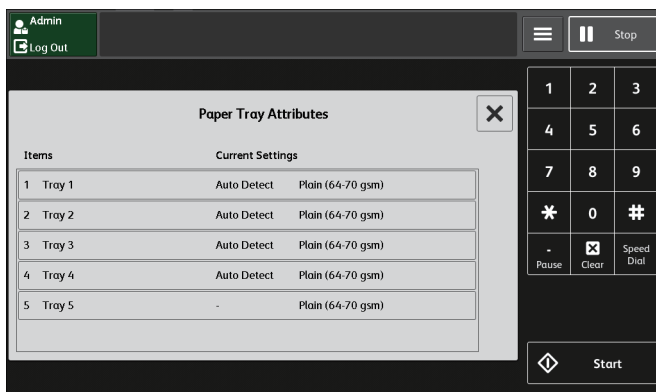 Admin
Log Out
Stop
Paper Tray Attributes
Items Current Settings
1 Tray 1 Auto Detect Plain (64-70 gsm)
2 Tray 2 Auto Detect Plain (64-70 gsm)
3 Tray 3 Auto Detect Plain (64-70 gsm)
4 Tray 4 Auto Detect Plain (64-70 gsm)
5 Tray 5 - Plain (64-70 gsm)
1 2 3
4 5 6
7 8 9
* 0 #
- Pause Clear Speed Dial
Start